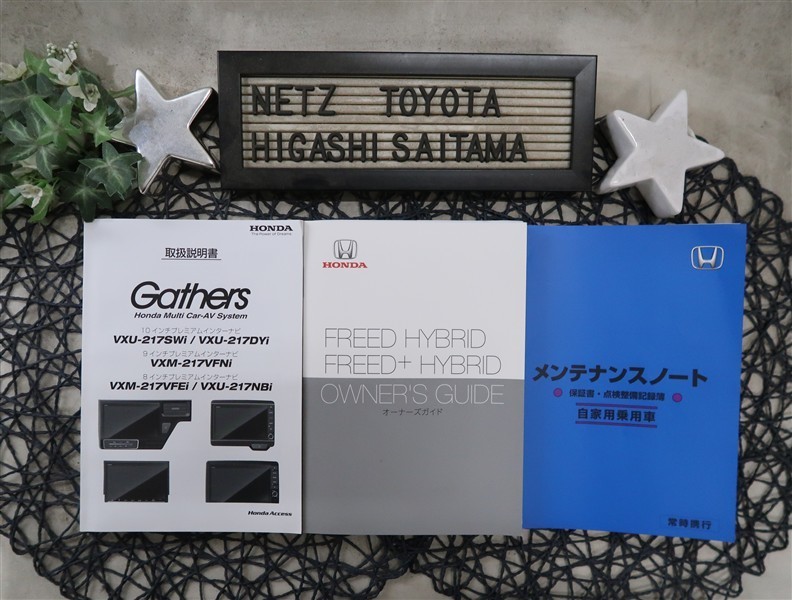 NETZ TOYOTA
HIGASHI SAITAMA
HONDA
The Power of Dreams
取扱説明書
Gathers
Honda Multi Car-AV System
10インチプレミアムインターナビ
VXU-217SWi / VXU-217DYi
9インチプレミアムインターナビ
VXM-217VFNi
8インチプレミアムインターナビ
VXM-217VFEi / VXU-217NBi
Honda Access
HONDA
FREED HYBRID
FREED+ HYBRID
OWNER'S GUIDE
オーナーズガイド
メンテナンスノート
保証書・点検整備記録簿
自家用乗用車
常時携行